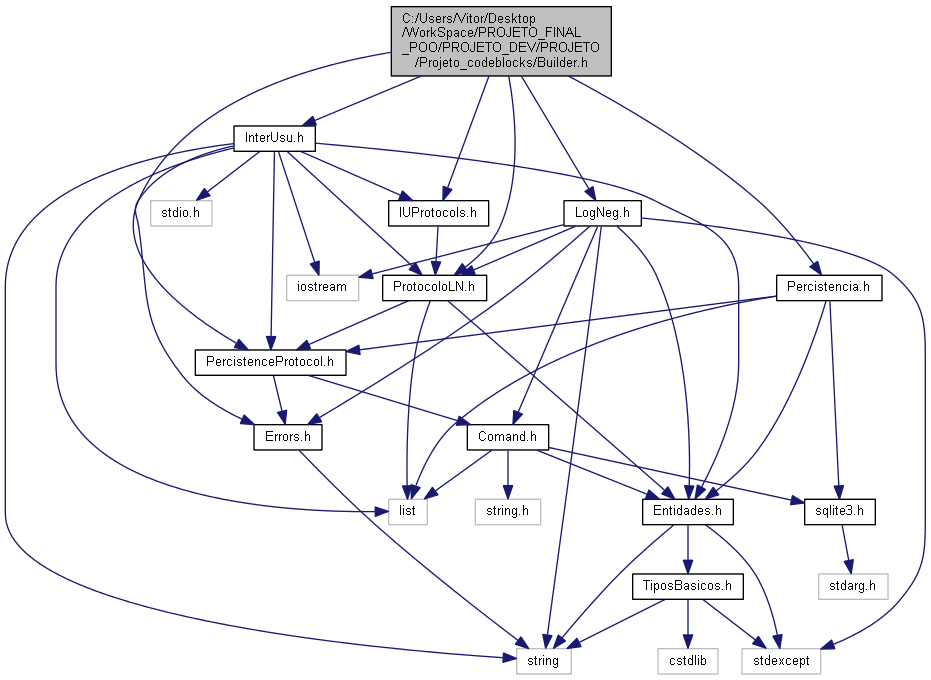 C:/Users/Vitor/Desktop
/WorkSpace/PROJETO_FINAL
_POO/PROJETO_DEV/PROJETO
/Projeto_codeblocks/Builder.h
InterUsu.h
stdio.h
IUProtocols.h
LogNeg.h
iostream
ProtocoloLN.h
Percistencia.h
PercistenceProtocol.h
Errors.h
Comand.h
list
string.h
Entidades.h
sqlite3.h
TiposBasicos.h
stdarg.h
string
cstdlib
stdexcept